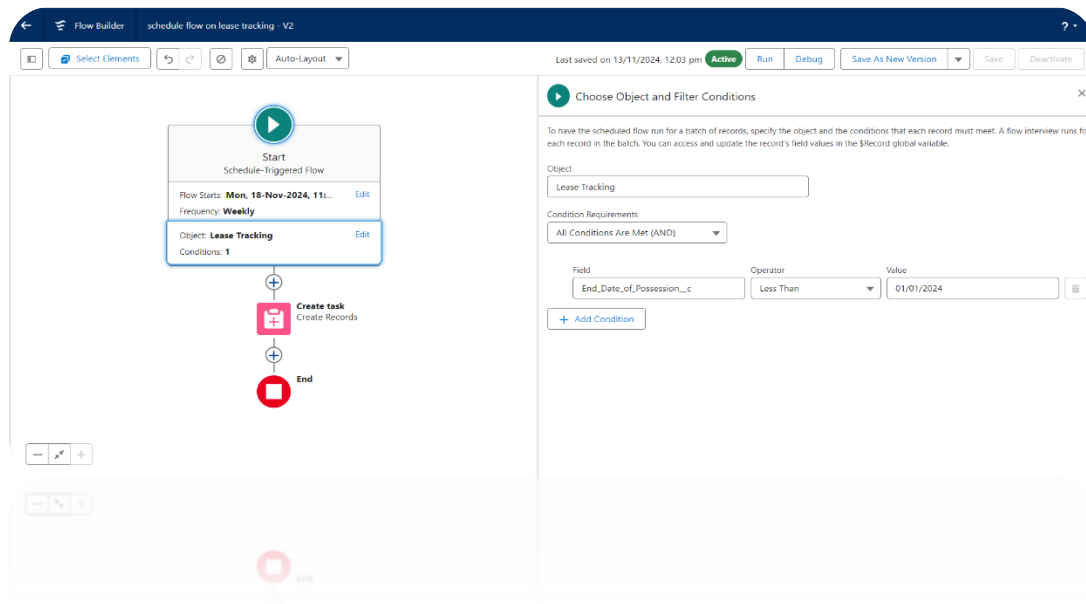 Flow Builder
schedule flow on lease tracking - V2
?
Select Elements
Auto-Layout
Last saved on 13/11/2024, 12:03 pm
Active
Run
Debug
Save As New Version
Save
Deactivate
Start
Schedule-Triggered Flow
Flow Starts: Mon, 18-Nov-2024, 11:... Edit
Frequency: Weekly
Object: Lease Tracking Edit
Conditions: 1
Create task
Create Records
End
Choose Object and Filter Conditions
To have the scheduled flow run for a batch of records, specify the object and the conditions that each record must meet. A flow interview runs fo
each record in the batch. You can access and update the record's field values in the $Record global variable.
Object
Lease Tracking
Condition Requirements
All Conditions Are Met (AND)
Field Operator Value
End_Date_of_Possession__c Less Than 01/01/2024
+ Add Condition